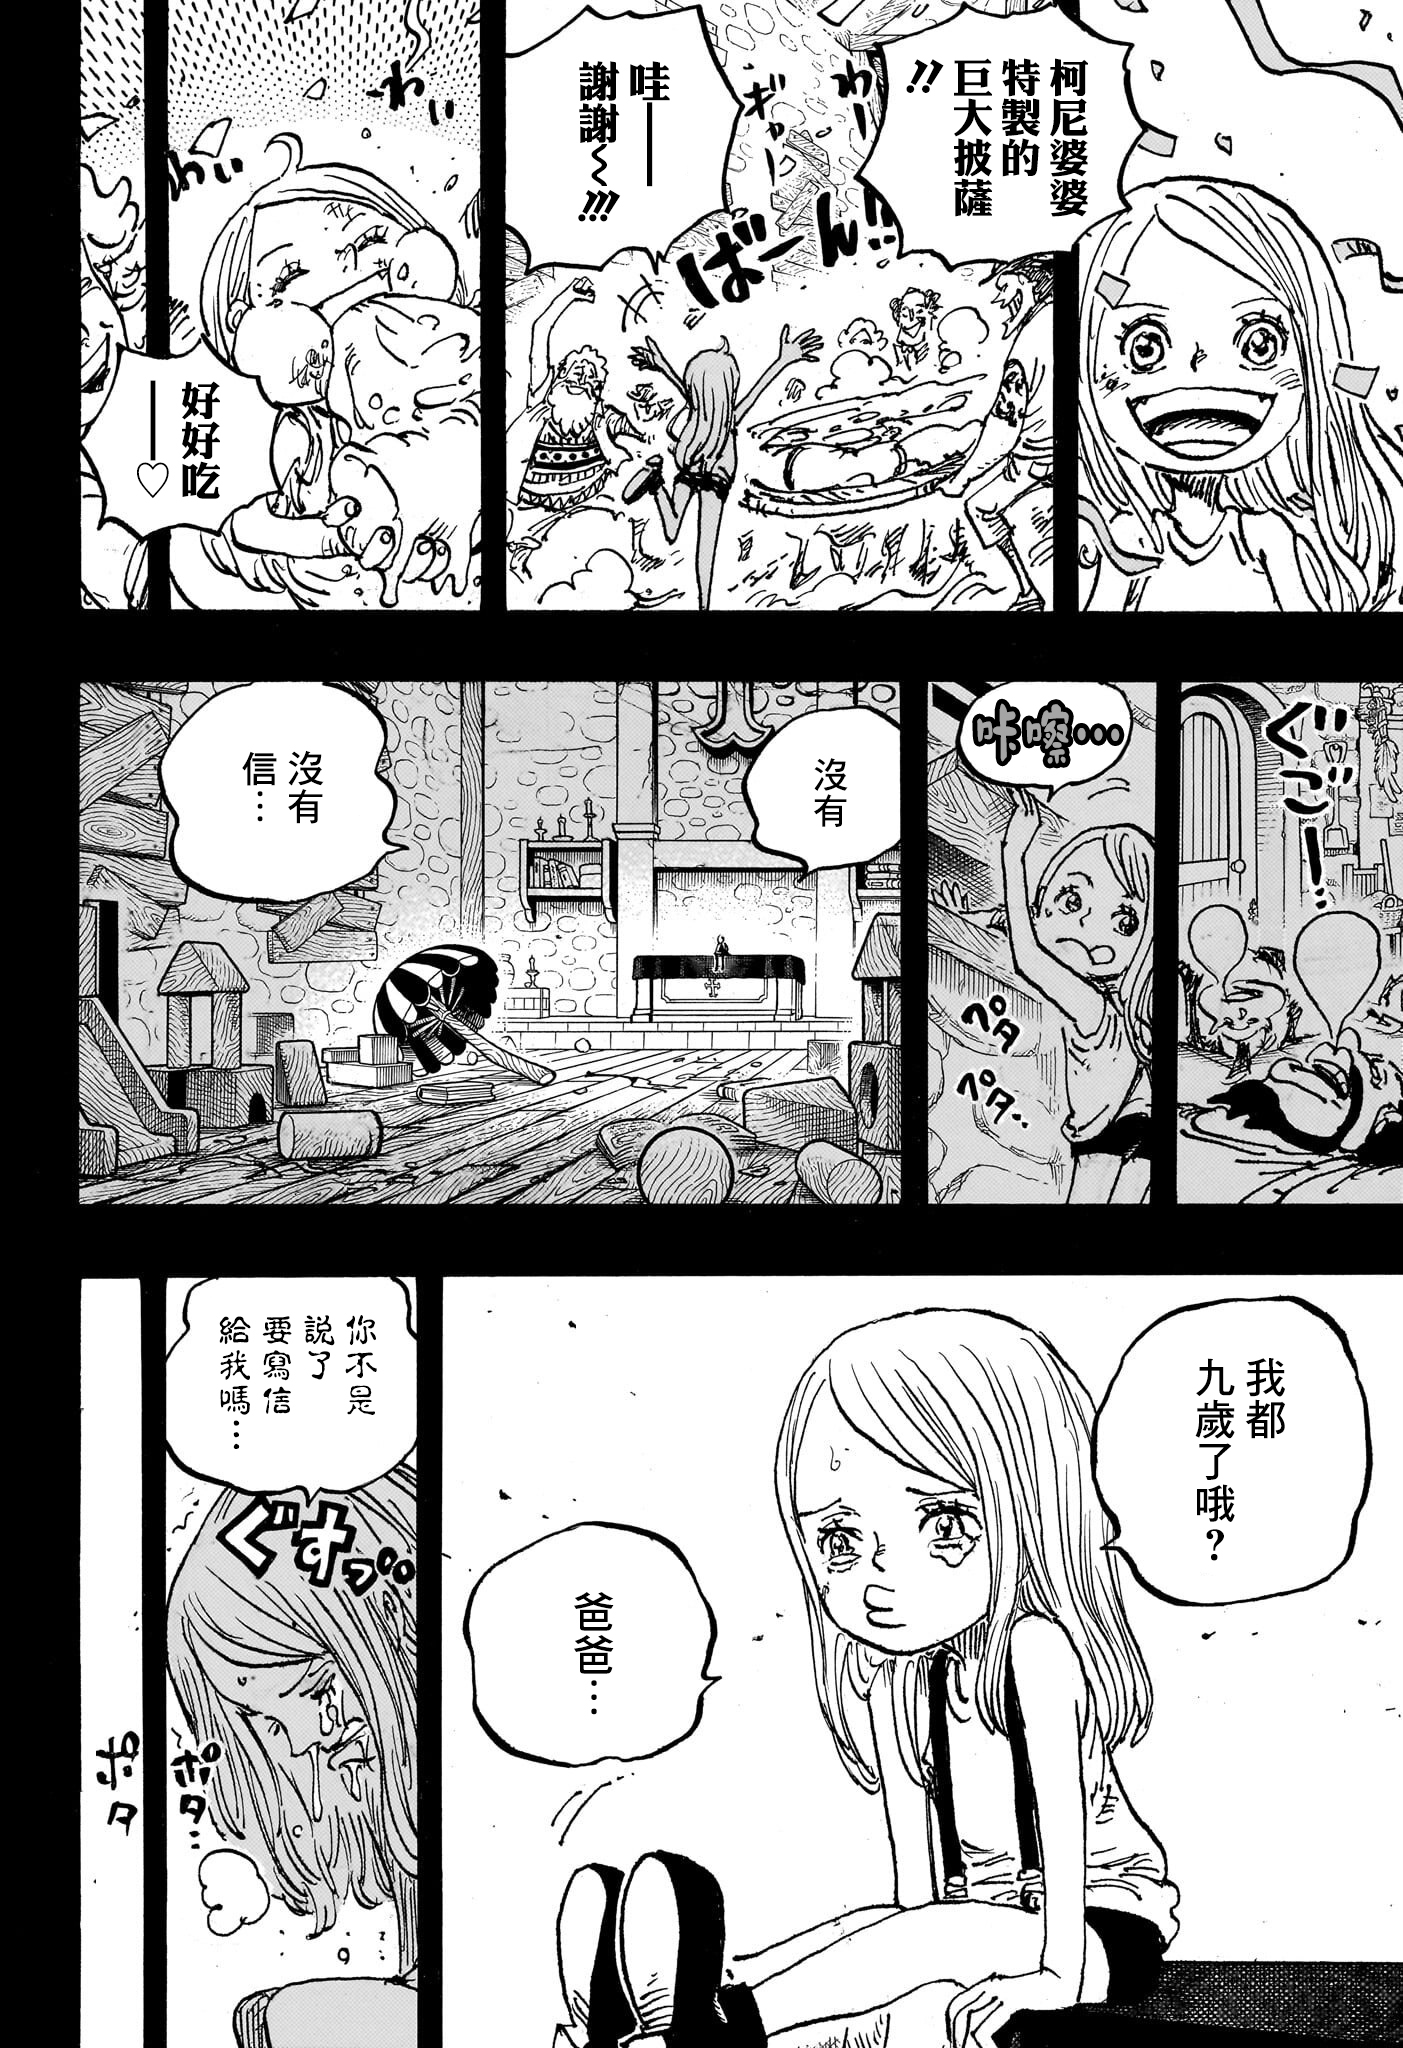 柯尼婆婆
特製的
巨大披薩
!!
わぁ
ギャー
ばーん!!
哇——
謝謝～!!!
わい
わい
好好吃
——♡
ぐごー!
咔嚓…
ペタ
ペタ…
沒有
沒有
信…
我都
九歲了哦？
爸爸…
你不是
說了
要寫信
給我嗎…
ぐすっ…
ポタ…
ポタ